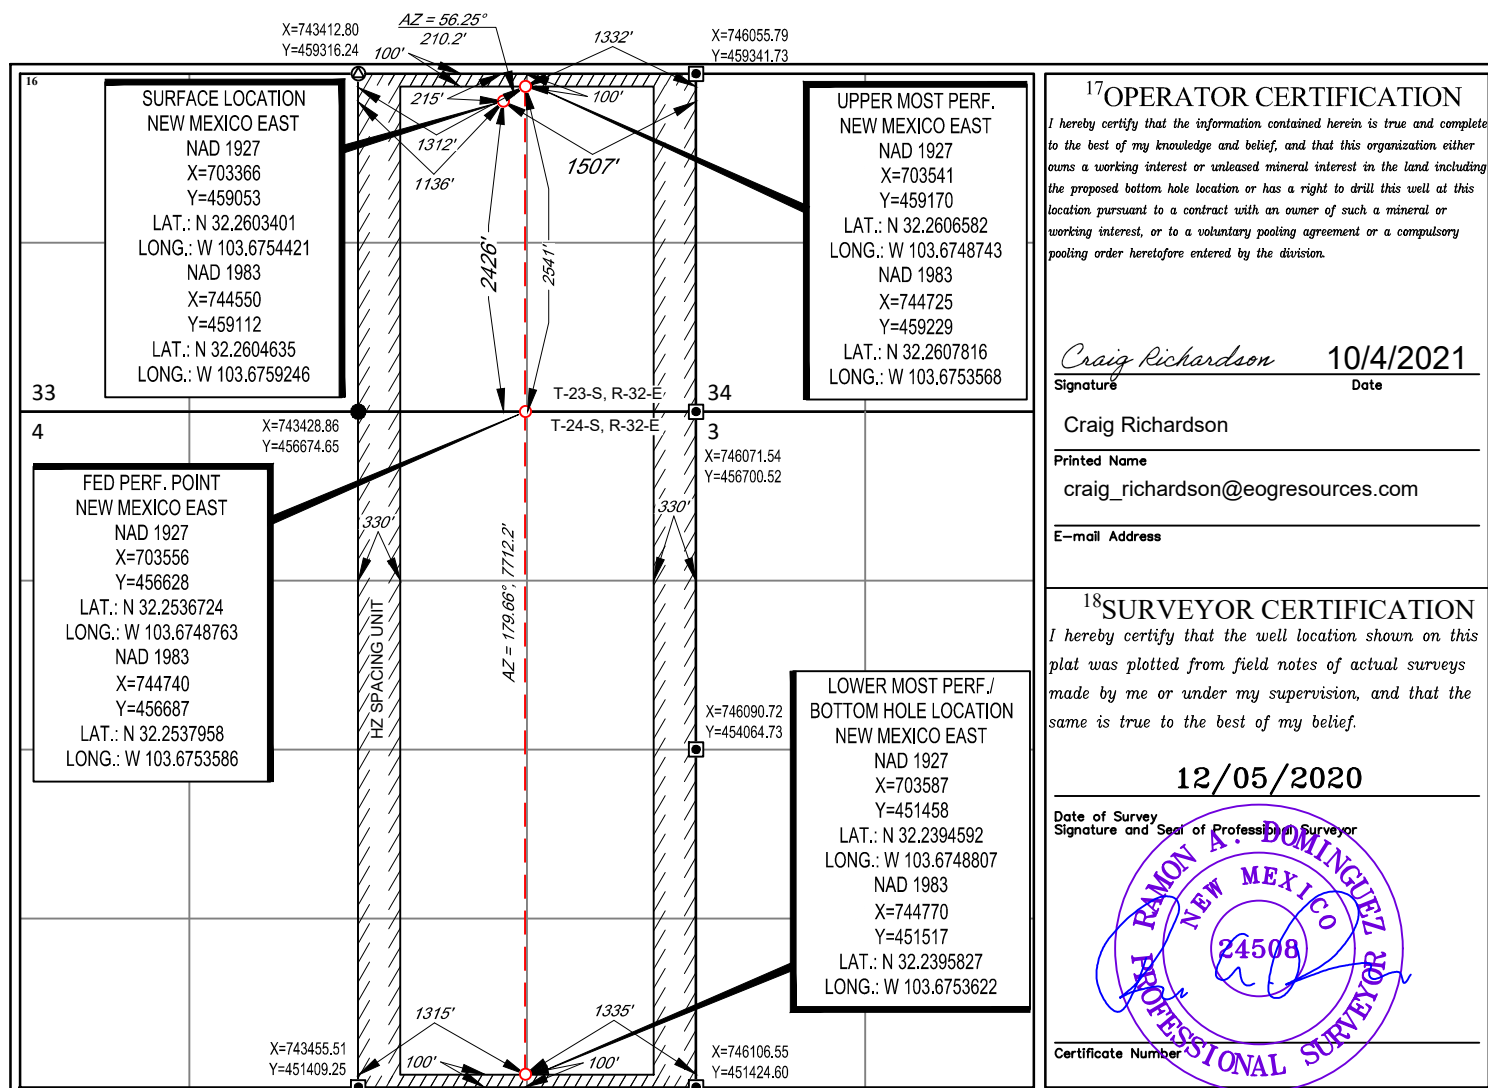 X=743412.80
Y=459316.24
AZ = 56.25°
210.2'
100'
1332'
X=746055.79
Y=459341.73
16
215'
100'
1312'
1136'
1507'
2426'
2541'
SURFACE LOCATION
NEW MEXICO EAST
NAD 1927
X=703366
Y=459053
LAT.: N 32.2603401
LONG.: W 103.6754421
NAD 1983
X=744550
Y=459112
LAT.: N 32.2604635
LONG.: W 103.6759246
UPPER MOST PERF.
NEW MEXICO EAST
NAD 1927
X=703541
Y=459170
LAT.: N 32.2606582
LONG.: W 103.6748743
NAD 1983
X=744725
Y=459229
LAT.: N 32.2607816
LONG.: W 103.6753568
33
T-23-S, R-32-E
34
4
X=743428.86
Y=456674.65
T-24-S, R-32-E
3
X=746071.54
Y=456700.52
FED PERF. POINT
NEW MEXICO EAST
NAD 1927
X=703556
Y=456628
LAT.: N 32.2536724
LONG.: W 103.6748763
NAD 1983
X=744740
Y=456687
LAT.: N 32.2537958
LONG.: W 103.6753586
330'
330'
HZ SPACING UNIT
AZ = 179.66°, 7712.2'
X=746090.72
Y=454064.73
LOWER MOST PERF./
BOTTOM HOLE LOCATION
NEW MEXICO EAST
NAD 1927
X=703587
Y=451458
LAT.: N 32.2394592
LONG.: W 103.6748807
NAD 1983
X=744770
Y=451517
LAT.: N 32.2395827
LONG.: W 103.6753622
1315'
1335'
100'
100'
X=743455.51
Y=451409.25
X=746106.55
Y=451424.60
17OPERATOR CERTIFICATION
I hereby certify that the information contained herein is true and complete
to the best of my knowledge and belief, and that this organization either
owns a working interest or unleased mineral interest in the land including
the proposed bottom hole location or has a right to drill this well at this
location pursuant to a contract with an owner of such a mineral or
working interest, or to a voluntary pooling agreement or a compulsory
pooling order heretofore entered by the division.
Craig Richardson 10/4/2021
Signature Date
Craig Richardson
Printed Name
craig_richardson@eogresources.com
E-mail Address
18SURVEYOR CERTIFICATION
I hereby certify that the well location shown on this
plat was plotted from field notes of actual surveys
made by me or under my supervision, and that the
same is true to the best of my belief.
12/05/2020
Date of Survey
Signature and Seal of Professional Surveyor
RAMON A. DOMINGUEZ
NEW MEXICO
24508
PROFESSIONAL SURVEYOR
Certificate Number